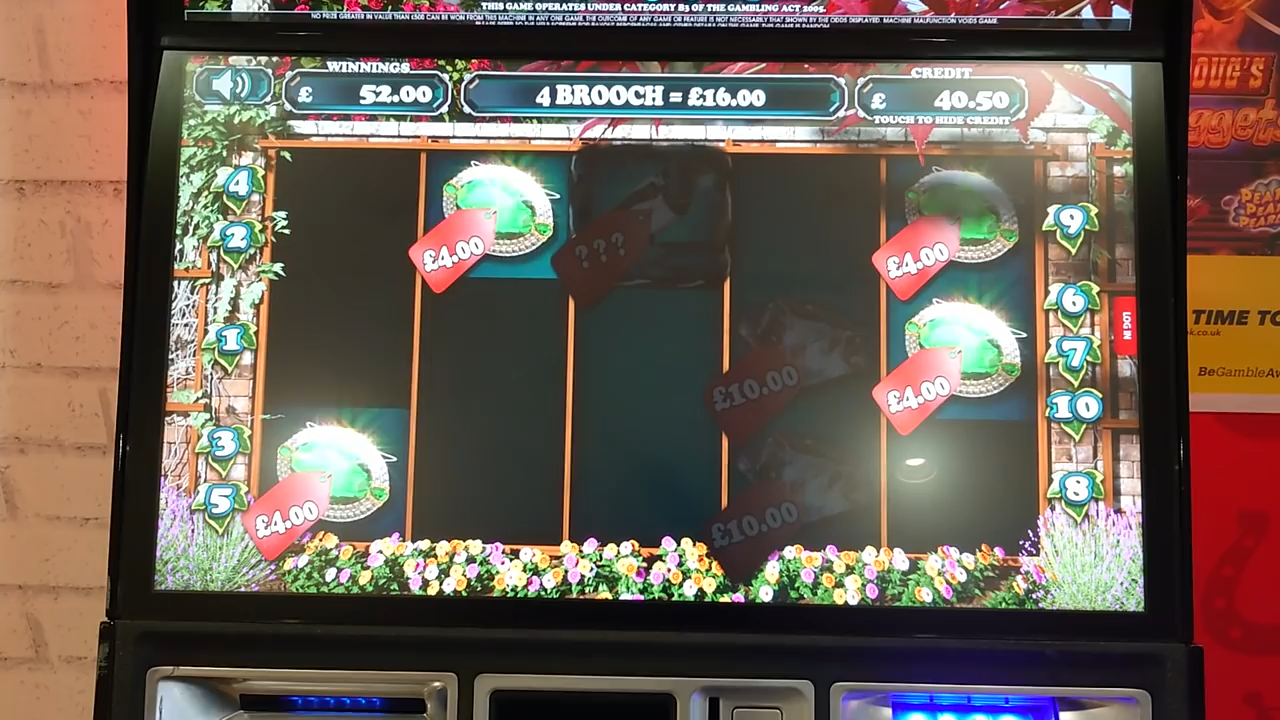 THIS GAME OPERATES UNDER CATEGORY B3 OF THE GAMBLING ACT 2005.
NO PRIZE GREATER IN VALUE THAN £500 CAN BE WON FROM THIS MACHINE IN ANY ONE GAME. THE OUTCOME OF ANY GAME OR FEATURE IS NOT NECESSARILY THAT SHOWN BY THE ODDS DISPLAYED. MACHINE MALFUNCTION VOIDS GAME.
WINNINGS
£ 52.00
4 BROOCH = £16.00
CREDIT
£ 40.50
TOUCH TO HIDE CREDIT
4
2
1
3
5
£4.00
???
£4.00
£10.00
£4.00
£4.00
£10.00
9
6
7
10
8
LOG IN
OUG'S
TIME TO
k.co.uk
BeGambleAw